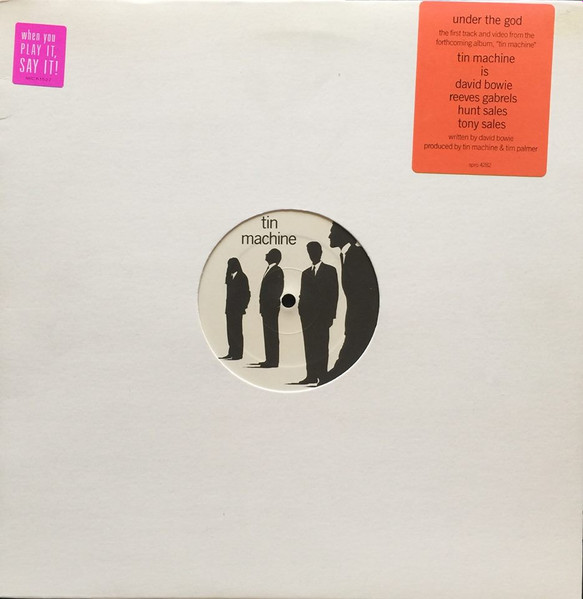 when you
PLAY IT,
SAY IT!
under the god
the first track and video from the
forthcoming album, "tin machine"
tin machine
is
david bowie
reeves gabrels
hunt sales
tony sales
written by david bowie
produced by tin machine & tim palmer
tin
machine